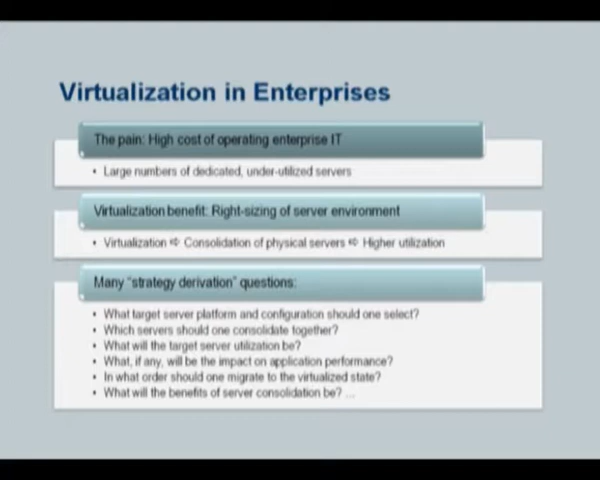 Virtualization in Enterprises
The pain: High cost of operating enterprise IT
• Large numbers of dedicated, under-utilized servers
Virtualization benefit: Right-sizing of server environment
• Virtualization ➪ Consolidation of physical servers ➪ Higher utilization
Many "strategy derivation" questions:
• What target server platform and configuration should one select?
• Which servers should one consolidate together?
• What will the target server utilization be?
• What, if any, will be the impact on application performance?
• In what order should one migrate to the virtualized state?
• What will the benefits of server consolidation be? ...